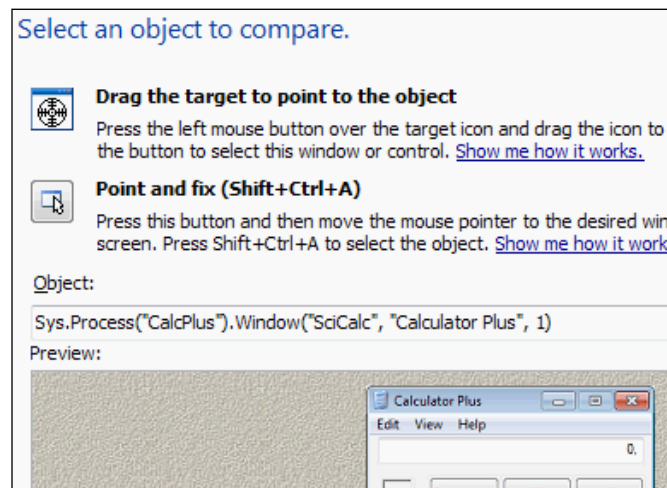 Select an object to compare.
Drag the target to point to the object
Press the left mouse button over the target icon and drag the icon to
the button to select this window or control. Show me how it works.
Point and fix (Shift+Ctrl+A)
Press this button and then move the mouse pointer to the desired win
screen. Press Shift+Ctrl+A to select the object. Show me how it work
Object:
Sys.Process("CalcPlus").Window("SciCalc", "Calculator Plus", 1)
Preview:
Calculator Plus
Edit View Help
0.